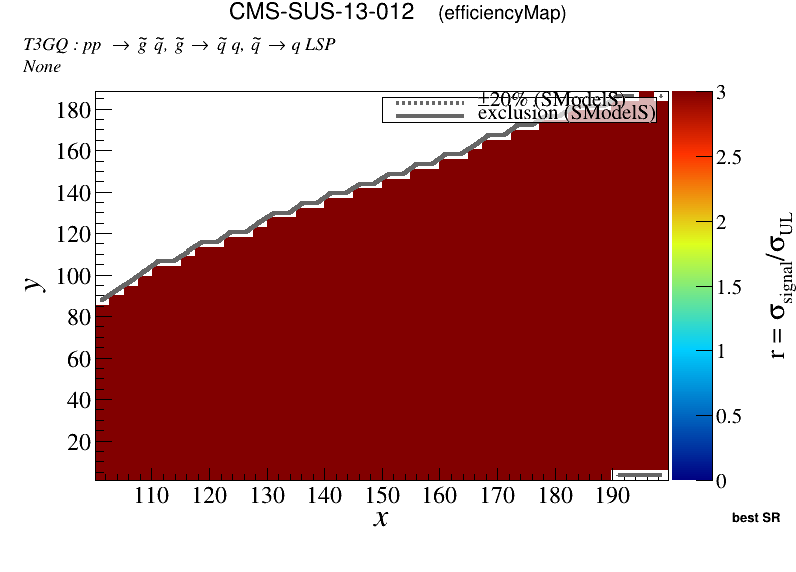 CMS-SUS-13-012 (efficiencyMap)
T3GQ : pp → g̃ q̃, g̃ → q̃ q, q̃ → q LSP
None
±20% (SModelS)
exclusion (SModelS)
180
160
140
120
100
80
60
40
20
y
110 120 130 140 150 160 170 180 190
x
3
2.5
2
1.5
1
0.5
0
r = σsignal/σUL
best SR